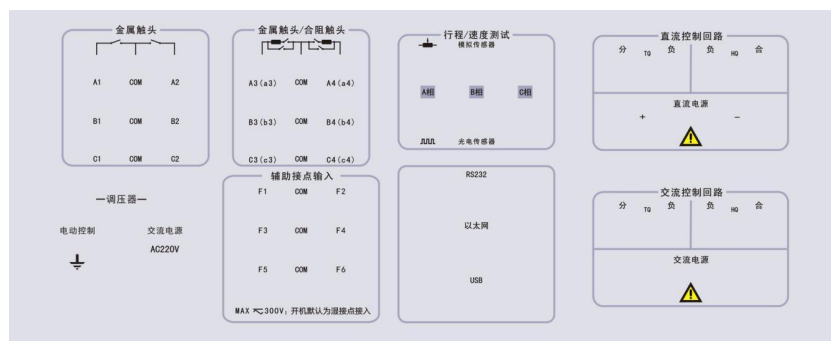 金属触头
A1 COM A2
B1 COM B2
C1 COM C2
金属触头/合阻触头
A3(a3) COM A4(a4)
B3(b3) COM B4(b4)
C3(c3) COM C4(c4)
行程/速度测试
模拟传感器
A相 B相 C相
光电传感器
直流控制回路
分 TQ 负 负 HQ 合
直流电源
+ −
一调压器一
电动控制 交流电源
AC220V
辅助接点输入
F1 COM F2
F3 COM F4
F5 COM F6
MAX ≂300V; 开机默认为湿接点接入
RS232
以太网
USB
交流控制回路
分 TQ 负 负 HQ 合
交流电源